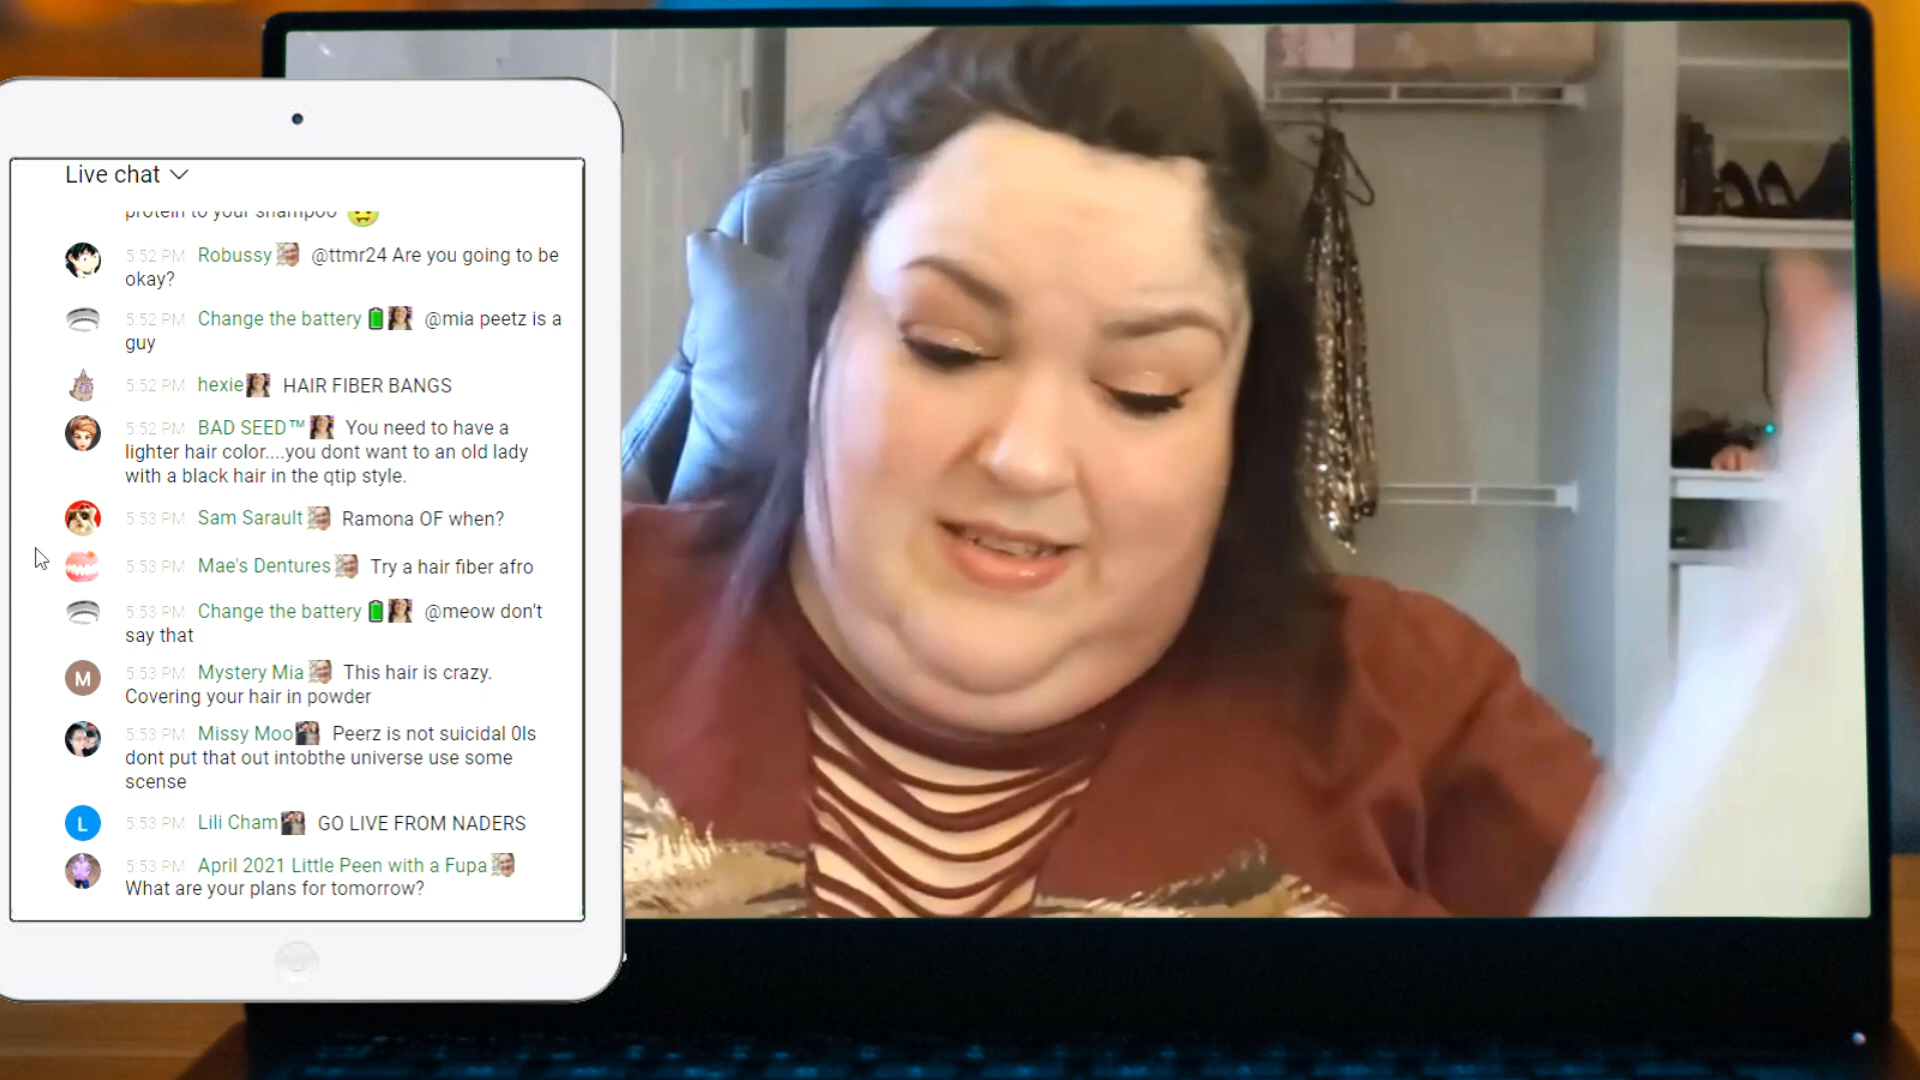 Live chat
protein to your shampoo
5:52 PM Robussy @ttmr24 Are you going to be
okay?
5:52 PM Change the battery @mia peetz is a
guy
5:52 PM hexie HAIR FIBER BANGS
5:52 PM BAD SEED™ You need to have a
lighter hair color....you dont want to an old lady
with a black hair in the qtip style.
5:53 PM Sam Sarault Ramona OF when?
5:53 PM Mae's Dentures Try a hair fiber afro
5:53 PM Change the battery @meow don't
say that
M
5:53 PM Mystery Mia This hair is crazy.
Covering your hair in powder
5:53 PM Missy Moo Peerz is not suicidal 0ls
dont put that out intobthe universe use some
scense
L
5:53 PM Lili Cham GO LIVE FROM NADERS
5:53 PM April 2021 Little Peen with a Fupa
What are your plans for tomorrow?